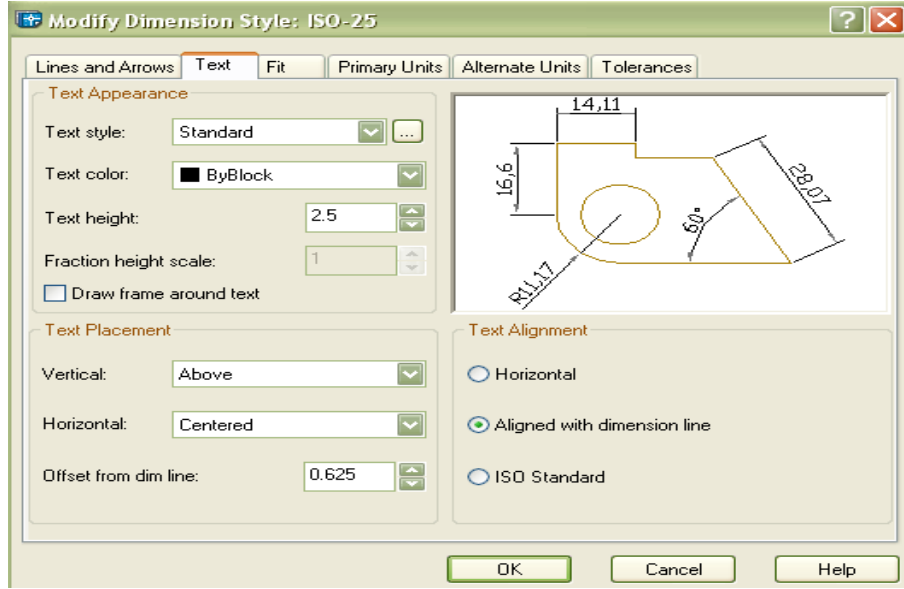 Modify Dimension Style: ISO-25
Lines and Arrows Text Fit Primary Units Alternate Units Tolerances
Text Appearance
Text style: Standard ...
Text color: ByBlock
Text height: 2.5
Fraction height scale: 1
Draw frame around text
14,11
16,6
28,07
60°
R11,17
Text Placement
Vertical: Above
Horizontal: Centered
Offset from dim line: 0.625
Text Alignment
Horizontal
Aligned with dimension line
ISO Standard
OK Cancel Help